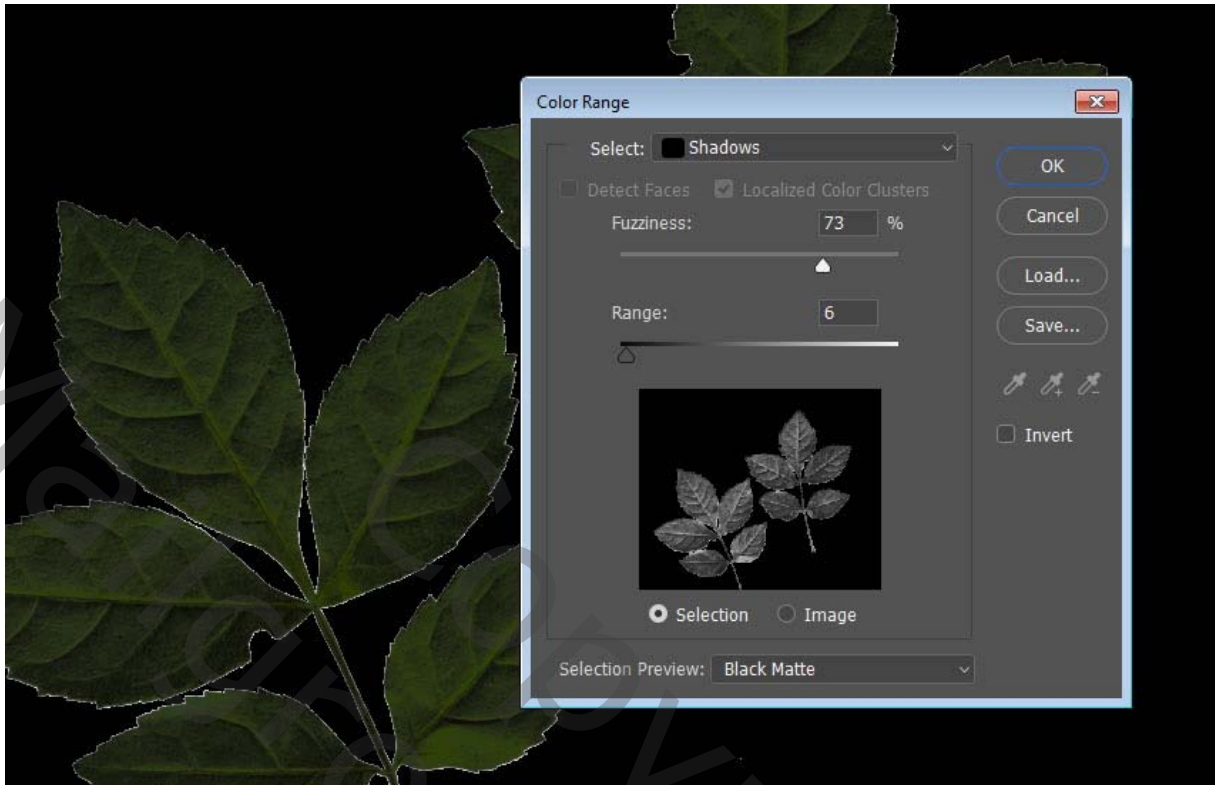 Color Range
Select: Shadows
Detect Faces Localized Color Clusters
Fuzziness: 73 %
Range: 6
Selection Image
Selection Preview: Black Matte
OK
Cancel
Load...
Save...
Invert